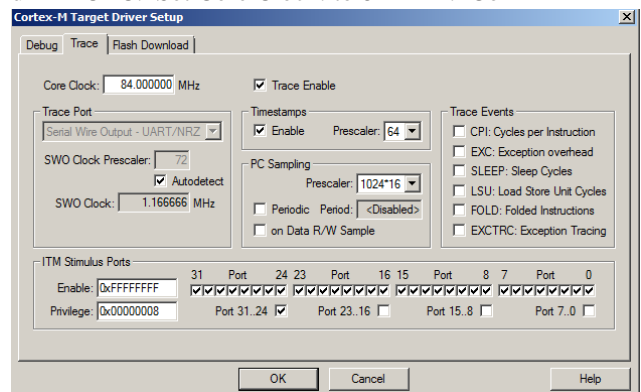 Cortex-M Target Driver Setup
Debug Trace Flash Download
Core Clock: 84.000000 MHz Trace Enable
Trace Port
Serial Wire Output - UART/NRZ
SWO Clock Prescaler: 72
Autodetect
SWO Clock: 1.166666 MHz
Timestamps
Enable Prescaler: 64
PC Sampling
Prescaler: 1024*16
Periodic Period: <Disabled>
on Data R/W Sample
Trace Events
CPI: Cycles per Instruction
EXC: Exception overhead
SLEEP: Sleep Cycles
LSU: Load Store Unit Cycles
FOLD: Folded Instructions
EXCTRC: Exception Tracing
ITM Stimulus Ports
31 Port 24 23 Port 16 15 Port 8 7 Port 0
Enable: 0xFFFFFFFF
Privilege: 0x00000008 Port 31..24 Port 23..16 Port 15..8 Port 7..0
OK Cancel Help